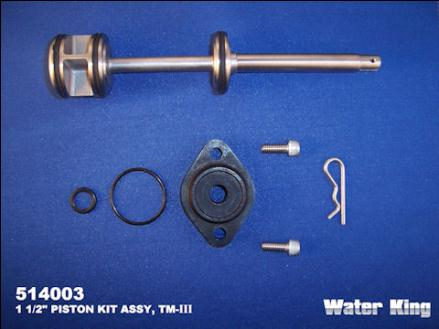 514003
1 1/2" PISTON KIT ASSY, TM-III
Water King